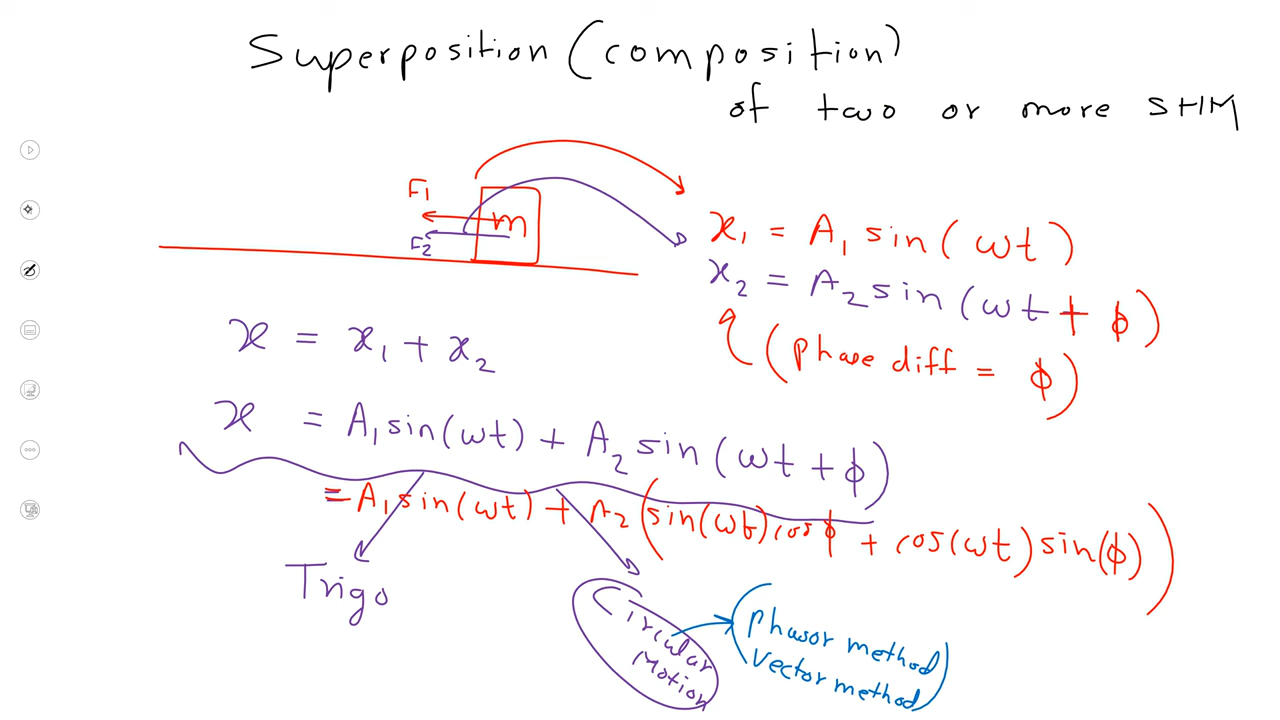 Superposition (composition)
of two or more SHM
F1
F2
m
x₁ = A₁ sin(ωt)
x₂ = A₂ sin(ωt + ϕ)
(phase diff = ϕ)
x = x₁ + x₂
x = A₁ sin(ωt) + A₂ sin(ωt + ϕ)
= A₁ sin(ωt) + A₂ (sin(ωt) cos ϕ + cos(ωt) sin(ϕ))
Trigo
Circular
Motion
(phasor method
vector method)